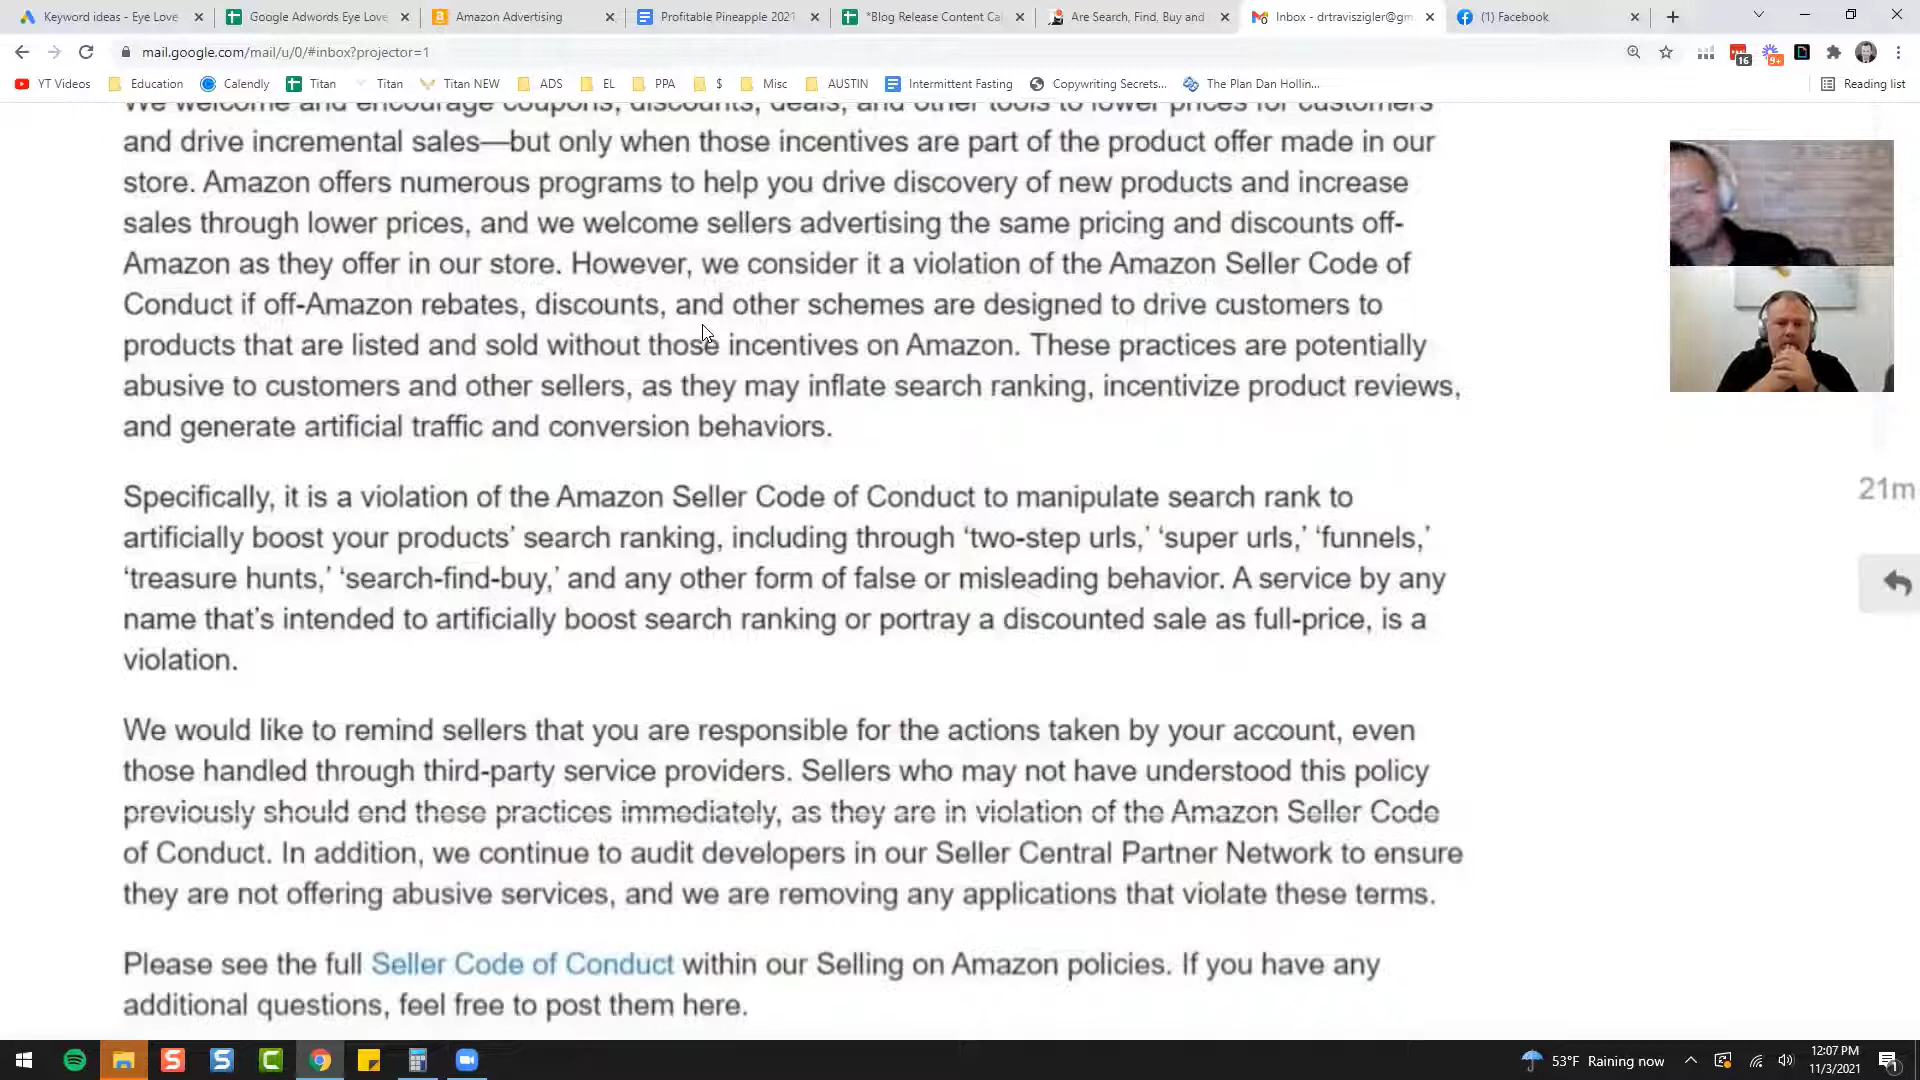 Keyword ideas - Eye Love
Google Adwords Eye Love
Amazon Advertising
Profitable Pineapple 2021
*Blog Release Content Ca
Are Search, Find, Buy and
Inbox - drtraviszigler@gm
(1) Facebook
mail.google.com/mail/u/0/#inbox?projector=1
16
9+
YT Videos
Education
Calendly
Titan
Titan
Titan NEW
ADS
EL
PPA
$
Misc
AUSTIN
Intermittent Fasting
Copywriting Secrets...
The Plan Dan Hollin...
Reading list
We welcome and encourage coupons, discounts, deals, and other tools to lower prices for customers
and drive incremental sales—but only when those incentives are part of the product offer made in our
store. Amazon offers numerous programs to help you drive discovery of new products and increase
sales through lower prices, and we welcome sellers advertising the same pricing and discounts off-
Amazon as they offer in our store. However, we consider it a violation of the Amazon Seller Code of
Conduct if off-Amazon rebates, discounts, and other schemes are designed to drive customers to
products that are listed and sold without those incentives on Amazon. These practices are potentially
abusive to customers and other sellers, as they may inflate search ranking, incentivize product reviews,
and generate artificial traffic and conversion behaviors.
Specifically, it is a violation of the Amazon Seller Code of Conduct to manipulate search rank to
artificially boost your products’ search ranking, including through ‘two-step urls,’ ‘super urls,’ ‘funnels,’
‘treasure hunts,’ ‘search-find-buy,’ and any other form of false or misleading behavior. A service by any
name that’s intended to artificially boost search ranking or portray a discounted sale as full-price, is a
violation.
We would like to remind sellers that you are responsible for the actions taken by your account, even
those handled through third-party service providers. Sellers who may not have understood this policy
previously should end these practices immediately, as they are in violation of the Amazon Seller Code
of Conduct. In addition, we continue to audit developers in our Seller Central Partner Network to ensure
they are not offering abusive services, and we are removing any applications that violate these terms.
Please see the full Seller Code of Conduct within our Selling on Amazon policies. If you have any
additional questions, feel free to post them here.
21m
53°F Raining now
12:07 PM
11/3/2021
1